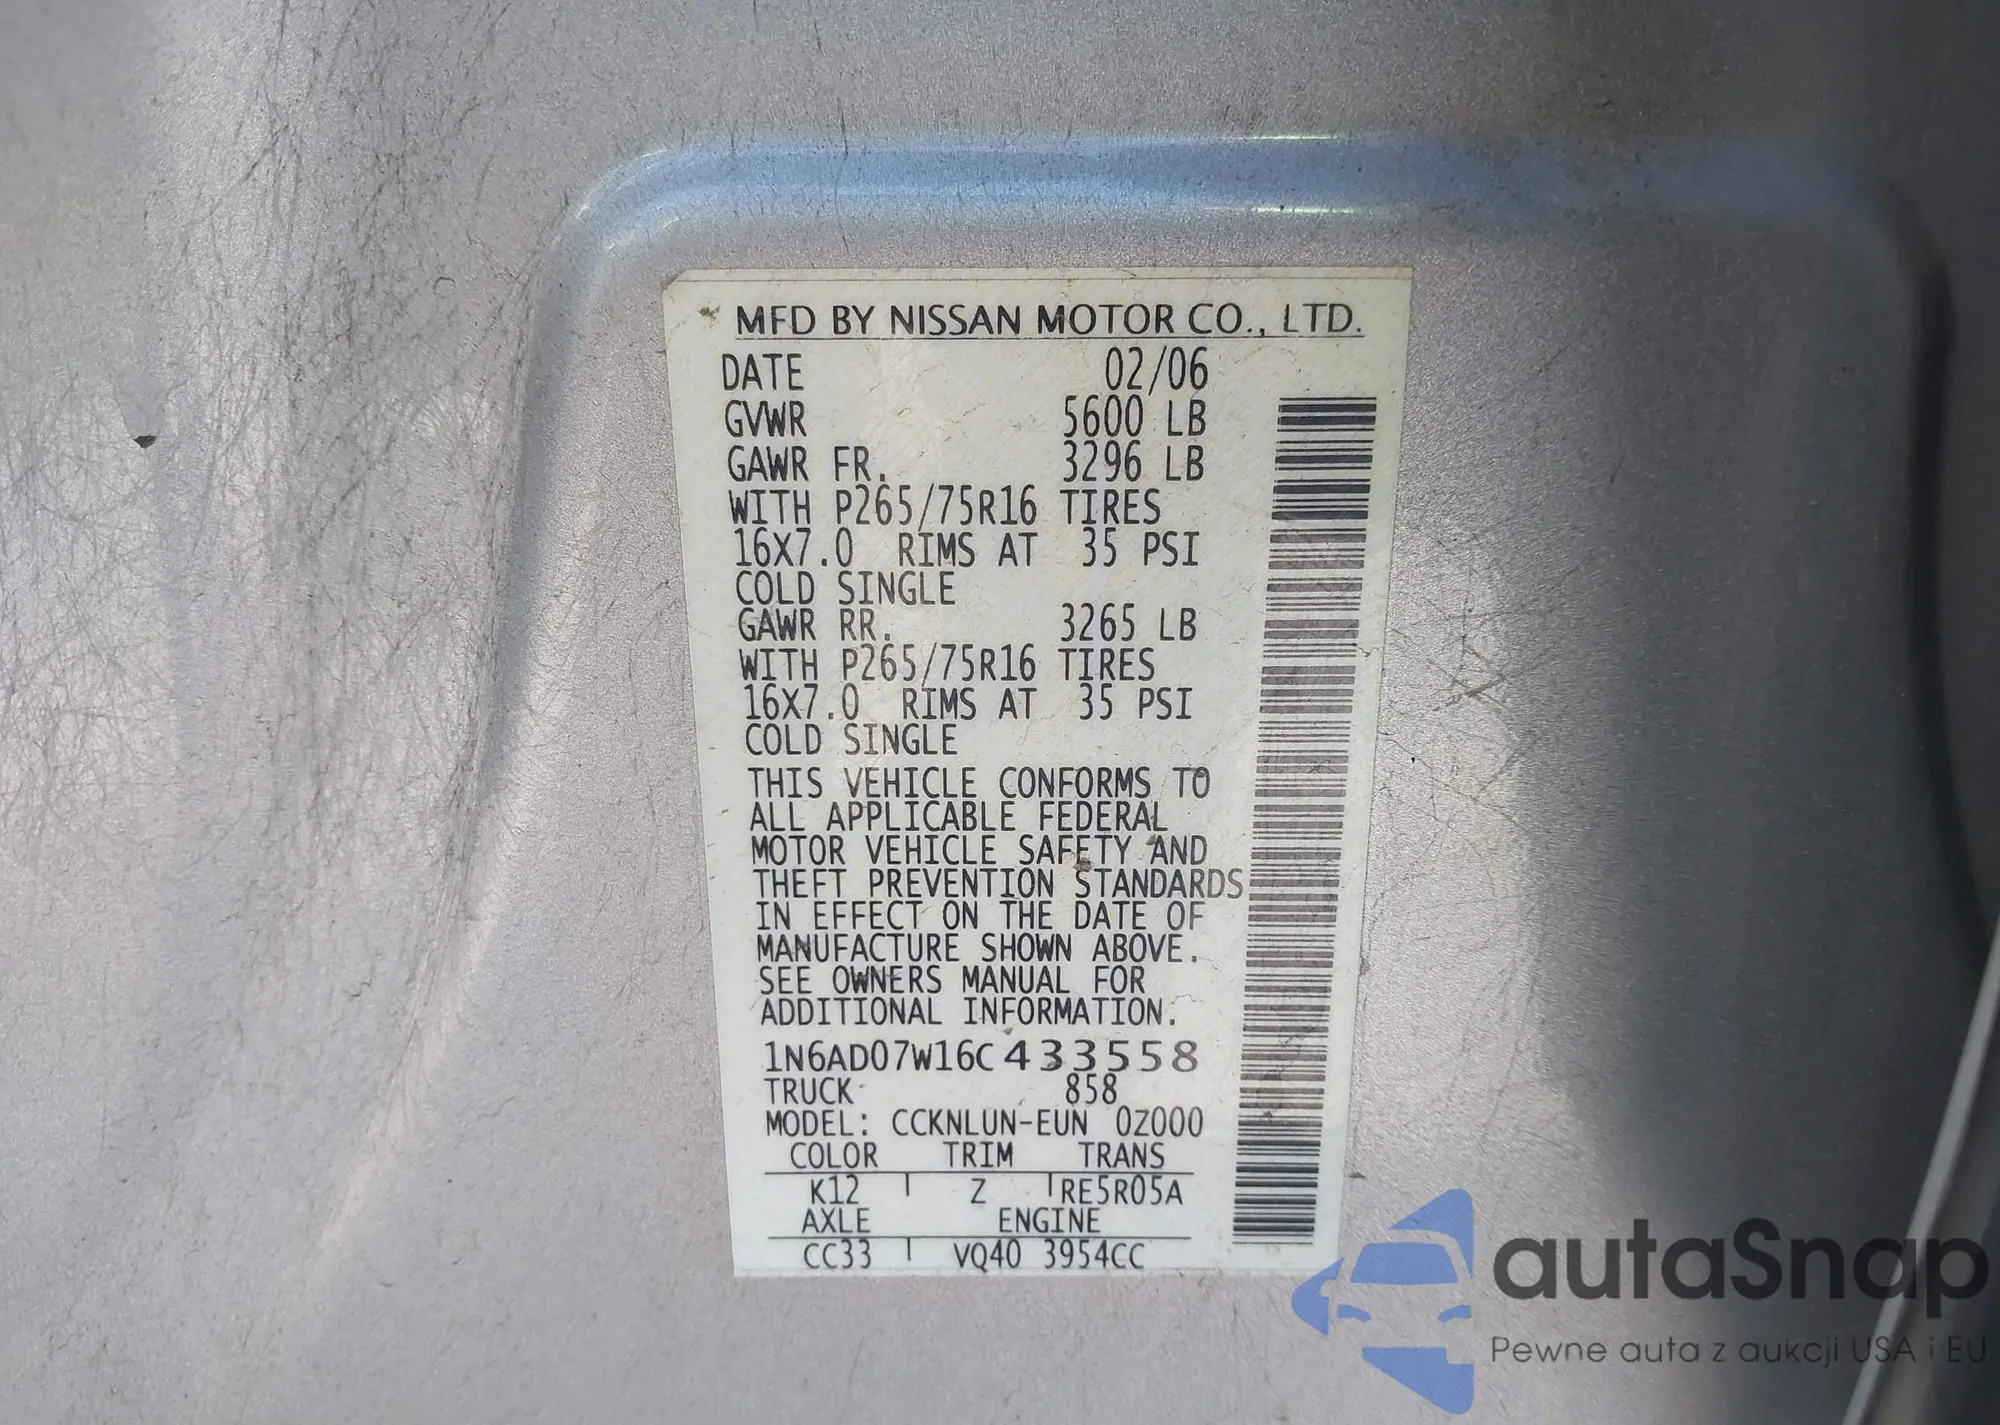 MFD BY NISSAN MOTOR CO., LTD.
DATE 02/06
GVWR 5600 LB
GAWR FR. 3296 LB
WITH P265/75R16 TIRES
16X7.0 RIMS AT 35 PSI
COLD SINGLE
GAWR RR. 3265 LB
WITH P265/75R16 TIRES
16X7.0 RIMS AT 35 PSI
COLD SINGLE
THIS VEHICLE CONFORMS TO
ALL APPLICABLE FEDERAL
MOTOR VEHICLE SAFETY AND
THEFT PREVENTION STANDARDS
IN EFFECT ON THE DATE OF
MANUFACTURE SHOWN ABOVE.
SEE OWNERS MANUAL FOR
ADDITIONAL INFORMATION.
1N6AD07W16C433558
TRUCK 858
MODEL: CCKNLUN-EUN 0Z000
COLOR TRIM TRANS
K12 Z RE5R05A
AXLE ENGINE
CC33 VQ40 3954CC
autaSnap
Pewne auta z aukcji USA i EU